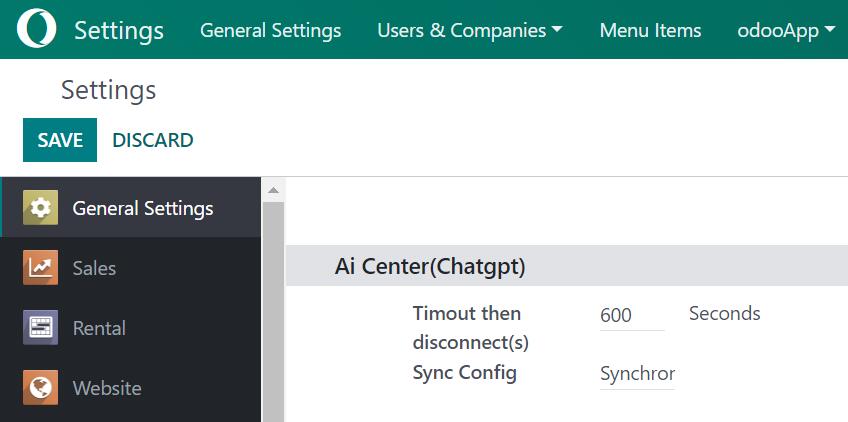 Settings General Settings Users & Companies Menu Items odooApp
Settings
SAVE DISCARD
General Settings
Sales
Rental
Website
Ai Center(Chatgpt)
Timout then 600 Seconds
disconnect(s)
Sync Config Synchror